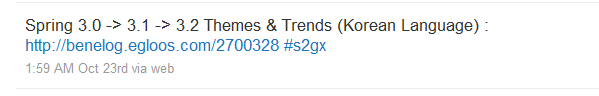 Spring 3.0 -> 3.1 -> 3.2 Themes & Trends (Korean Language) :
http://benelog.egloos.com/2700328 #s2gx
1:59 AM Oct 23rd via web